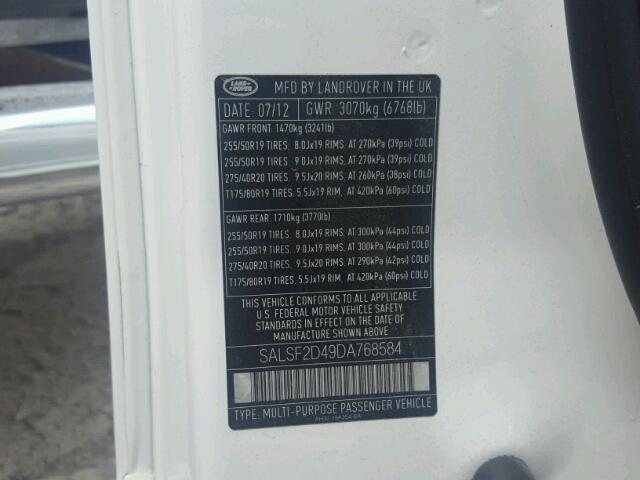 LAND ROVER
MFD BY LANDROVER IN THE UK
DATE: 07/12 GWR: 3070kg (6768lb)
GAWR FRONT: 1470kg (3241lb)
255/50R19 TIRES. 8.0Jx19 RIMS. AT 270kPa (39psi) COLD
255/50R19 TIRES. 9.0Jx19 RIMS. AT 270kPa (39psi) COLD
275/40R20 TIRES. 9.5Jx20 RIMS. AT 260kPa (38psi) COLD
T175/80R19 TIRES. 5.5Jx19 RIM. AT 420kPa (60psi) COLD
GAWR REAR: 1710kg (3770lb)
255/50R19 TIRES. 8.0Jx19 RIMS. AT 300kPa (44psi) COLD
255/50R19 TIRES. 9.0Jx19 RIMS. AT 300kPa (44psi) COLD
275/40R20 TIRES. 9.5Jx20 RIMS. AT 290kPa (42psi) COLD
T175/80R19 TIRES. 5.5Jx19 RIM. AT 420kPa (60psi) COLD
THIS VEHICLE CONFORMS TO ALL APPLICABLE
U.S. FEDERAL MOTOR VEHICLE SAFETY
STANDARDS IN EFFECT ON THE DATE OF
MANUFACTURE SHOWN ABOVE
SALSF2D49DA768584
TYPE: MULTI-PURPOSE PASSENGER VEHICLE